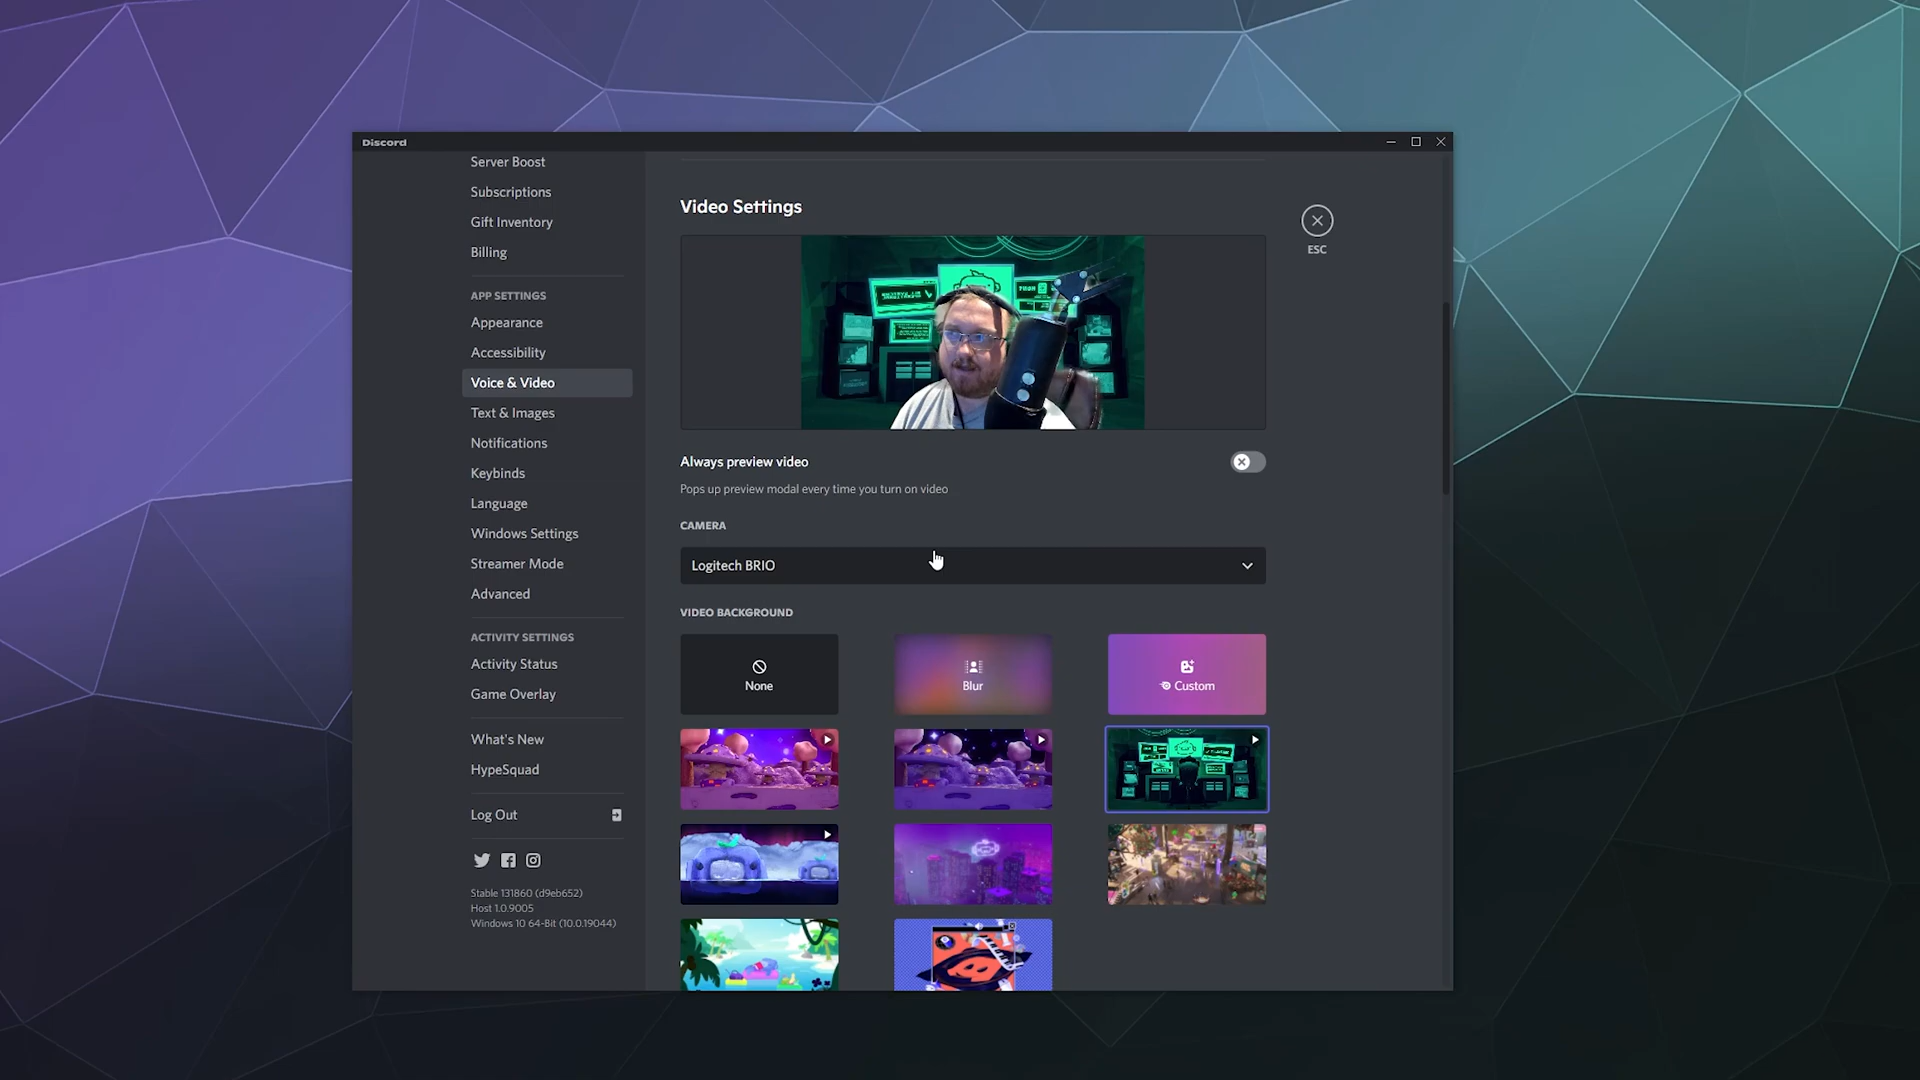 Discord
Server Boost
Subscriptions
Gift Inventory
Billing
APP SETTINGS
Appearance
Accessibility
Voice & Video
Text & Images
Notifications
Keybinds
Language
Windows Settings
Streamer Mode
Advanced
ACTIVITY SETTINGS
Activity Status
Game Overlay
What's New
HypeSquad
Log Out
Stable 131860 (d9eb652)
Host 1.0.9005
Windows 10 64-Bit (10.0.19044)
Video Settings
ESC
Always preview video
Pops up preview modal every time you turn on video
CAMERA
Logitech BRIO
VIDEO BACKGROUND
None
Blur
Custom